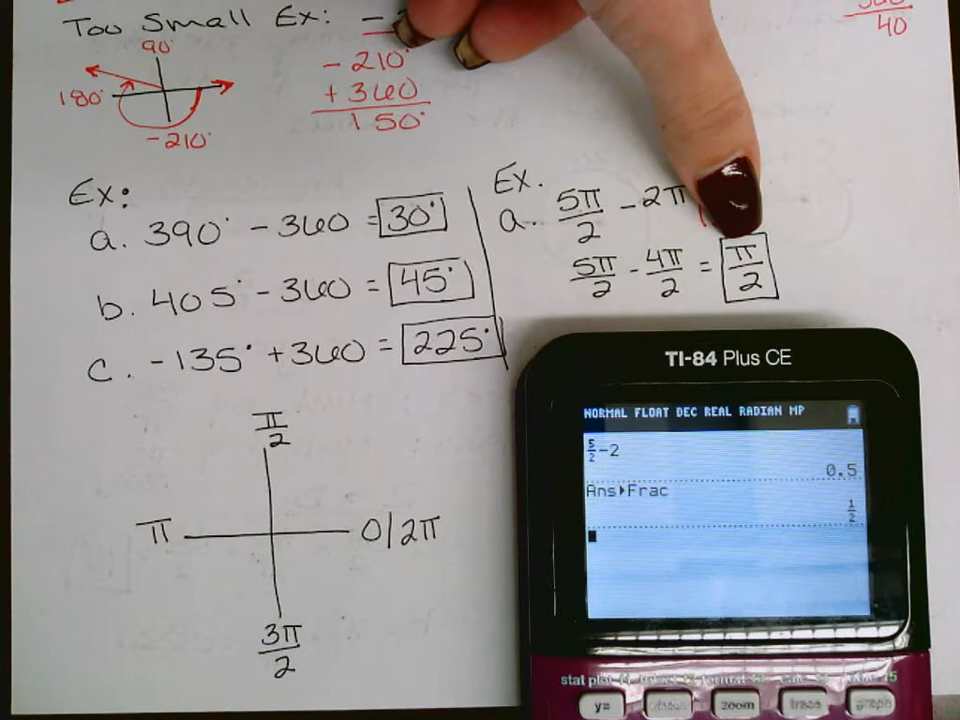 Too Small Ex: -
40
90°
180°
-210°
-210°
+360
150°
Ex:
a. 390° - 360 = 30°
b. 405° - 360 = 45°
c. -135° + 360 = 225°
Ex.
a. 5π/2 - 2π
5π/2 - 4π/2 = π/2
π/2
π
0/2π
3π/2
TI-84 Plus CE
NORMAL FLOAT DEC REAL RADIAN MP
5/2-2
0.5
Ans▸Frac
1/2
stat plot
y=
zoom
trace
graph